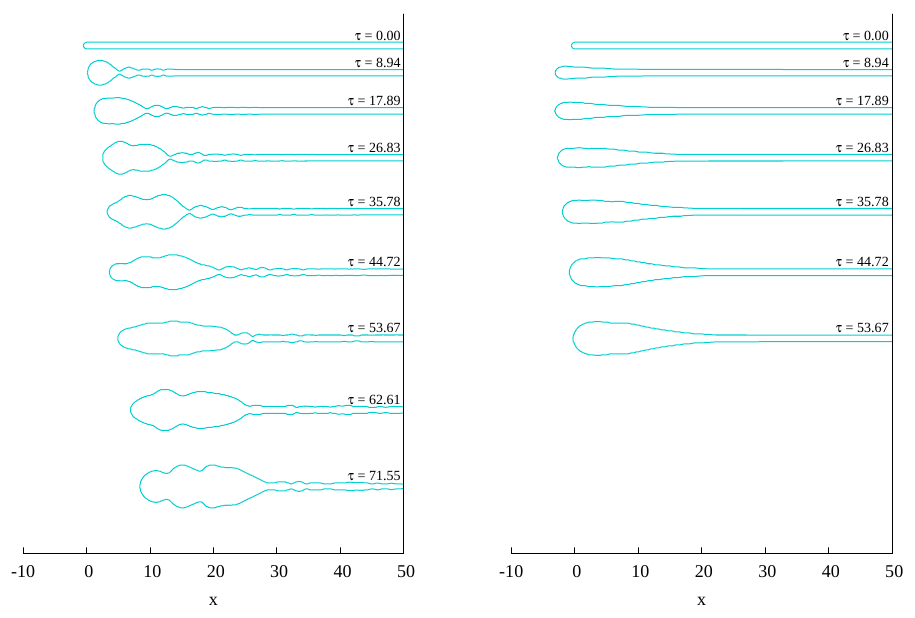 τ = 0.00
τ = 8.94
τ = 17.89
τ = 26.83
τ = 35.78
τ = 44.72
τ = 53.67
τ = 62.61
τ = 71.55
-10 0 10 20 30 40 50
x
τ = 0.00
τ = 8.94
τ = 17.89
τ = 26.83
τ = 35.78
τ = 44.72
τ = 53.67
-10 0 10 20 30 40 50
x